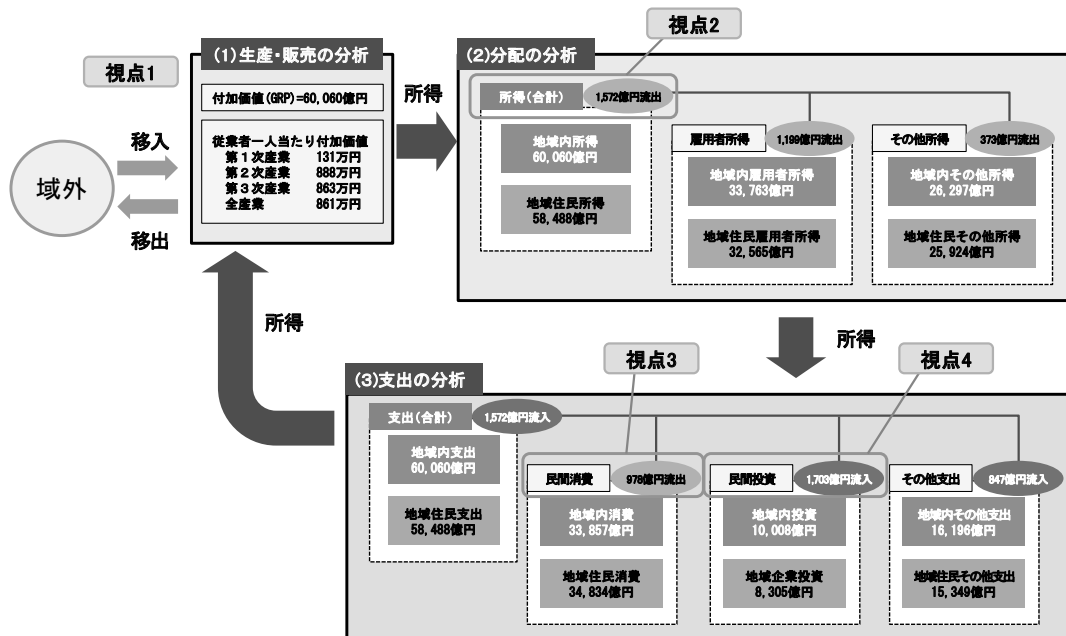 視点1
(1)生産・販売の分析
付加価値(GRP)=60,060億円
従業者一人当たり付加価値
第1次産業 131万円
第2次産業 888万円
第3次産業 863万円
全産業 861万円
域外
移入
移出
所得
視点2
(2)分配の分析
所得(合計)
1,572億円流出
地域内所得
60,060億円
地域住民所得
58,488億円
雇用者所得
1,199億円流出
地域内雇用者所得
33,763億円
地域住民雇用者所得
32,565億円
その他所得
373億円流出
地域内その他所得
26,297億円
地域住民その他所得
25,924億円
所得
所得
視点3
視点4
(3)支出の分析
支出(合計)
1,572億円流入
地域内支出
60,060億円
地域住民支出
58,488億円
民間消費
978億円流出
地域内消費
33,857億円
地域住民消費
34,834億円
民間投資
1,703億円流入
地域内投資
10,008億円
地域企業投資
8,305億円
その他支出
847億円流入
地域内その他支出
16,196億円
地域住民その他支出
15,349億円